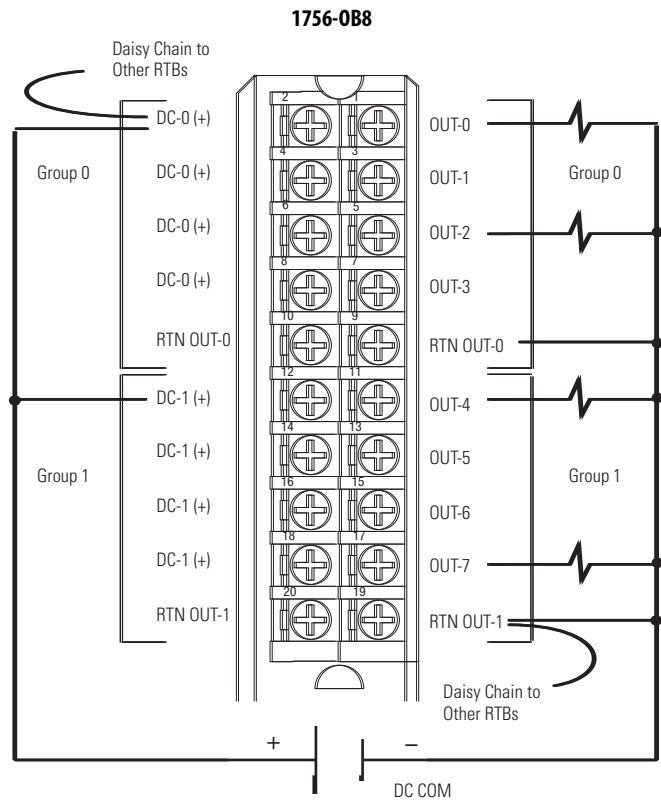 1756-OB8
Daisy Chain to
Other RTBs
DC-0 (+)
2
1
OUT-0
Group 0
DC-0 (+)
4
3
OUT-1
Group 0
DC-0 (+)
6
5
OUT-2
DC-0 (+)
8
7
OUT-3
RTN OUT-0
10
9
RTN OUT-0
DC-1 (+)
12
11
OUT-4
DC-1 (+)
14
13
OUT-5
Group 1
DC-1 (+)
16
15
OUT-6
Group 1
DC-1 (+)
18
17
OUT-7
RTN OUT-1
20
19
RTN OUT-1
Daisy Chain to
Other RTBs
+
–
DC COM